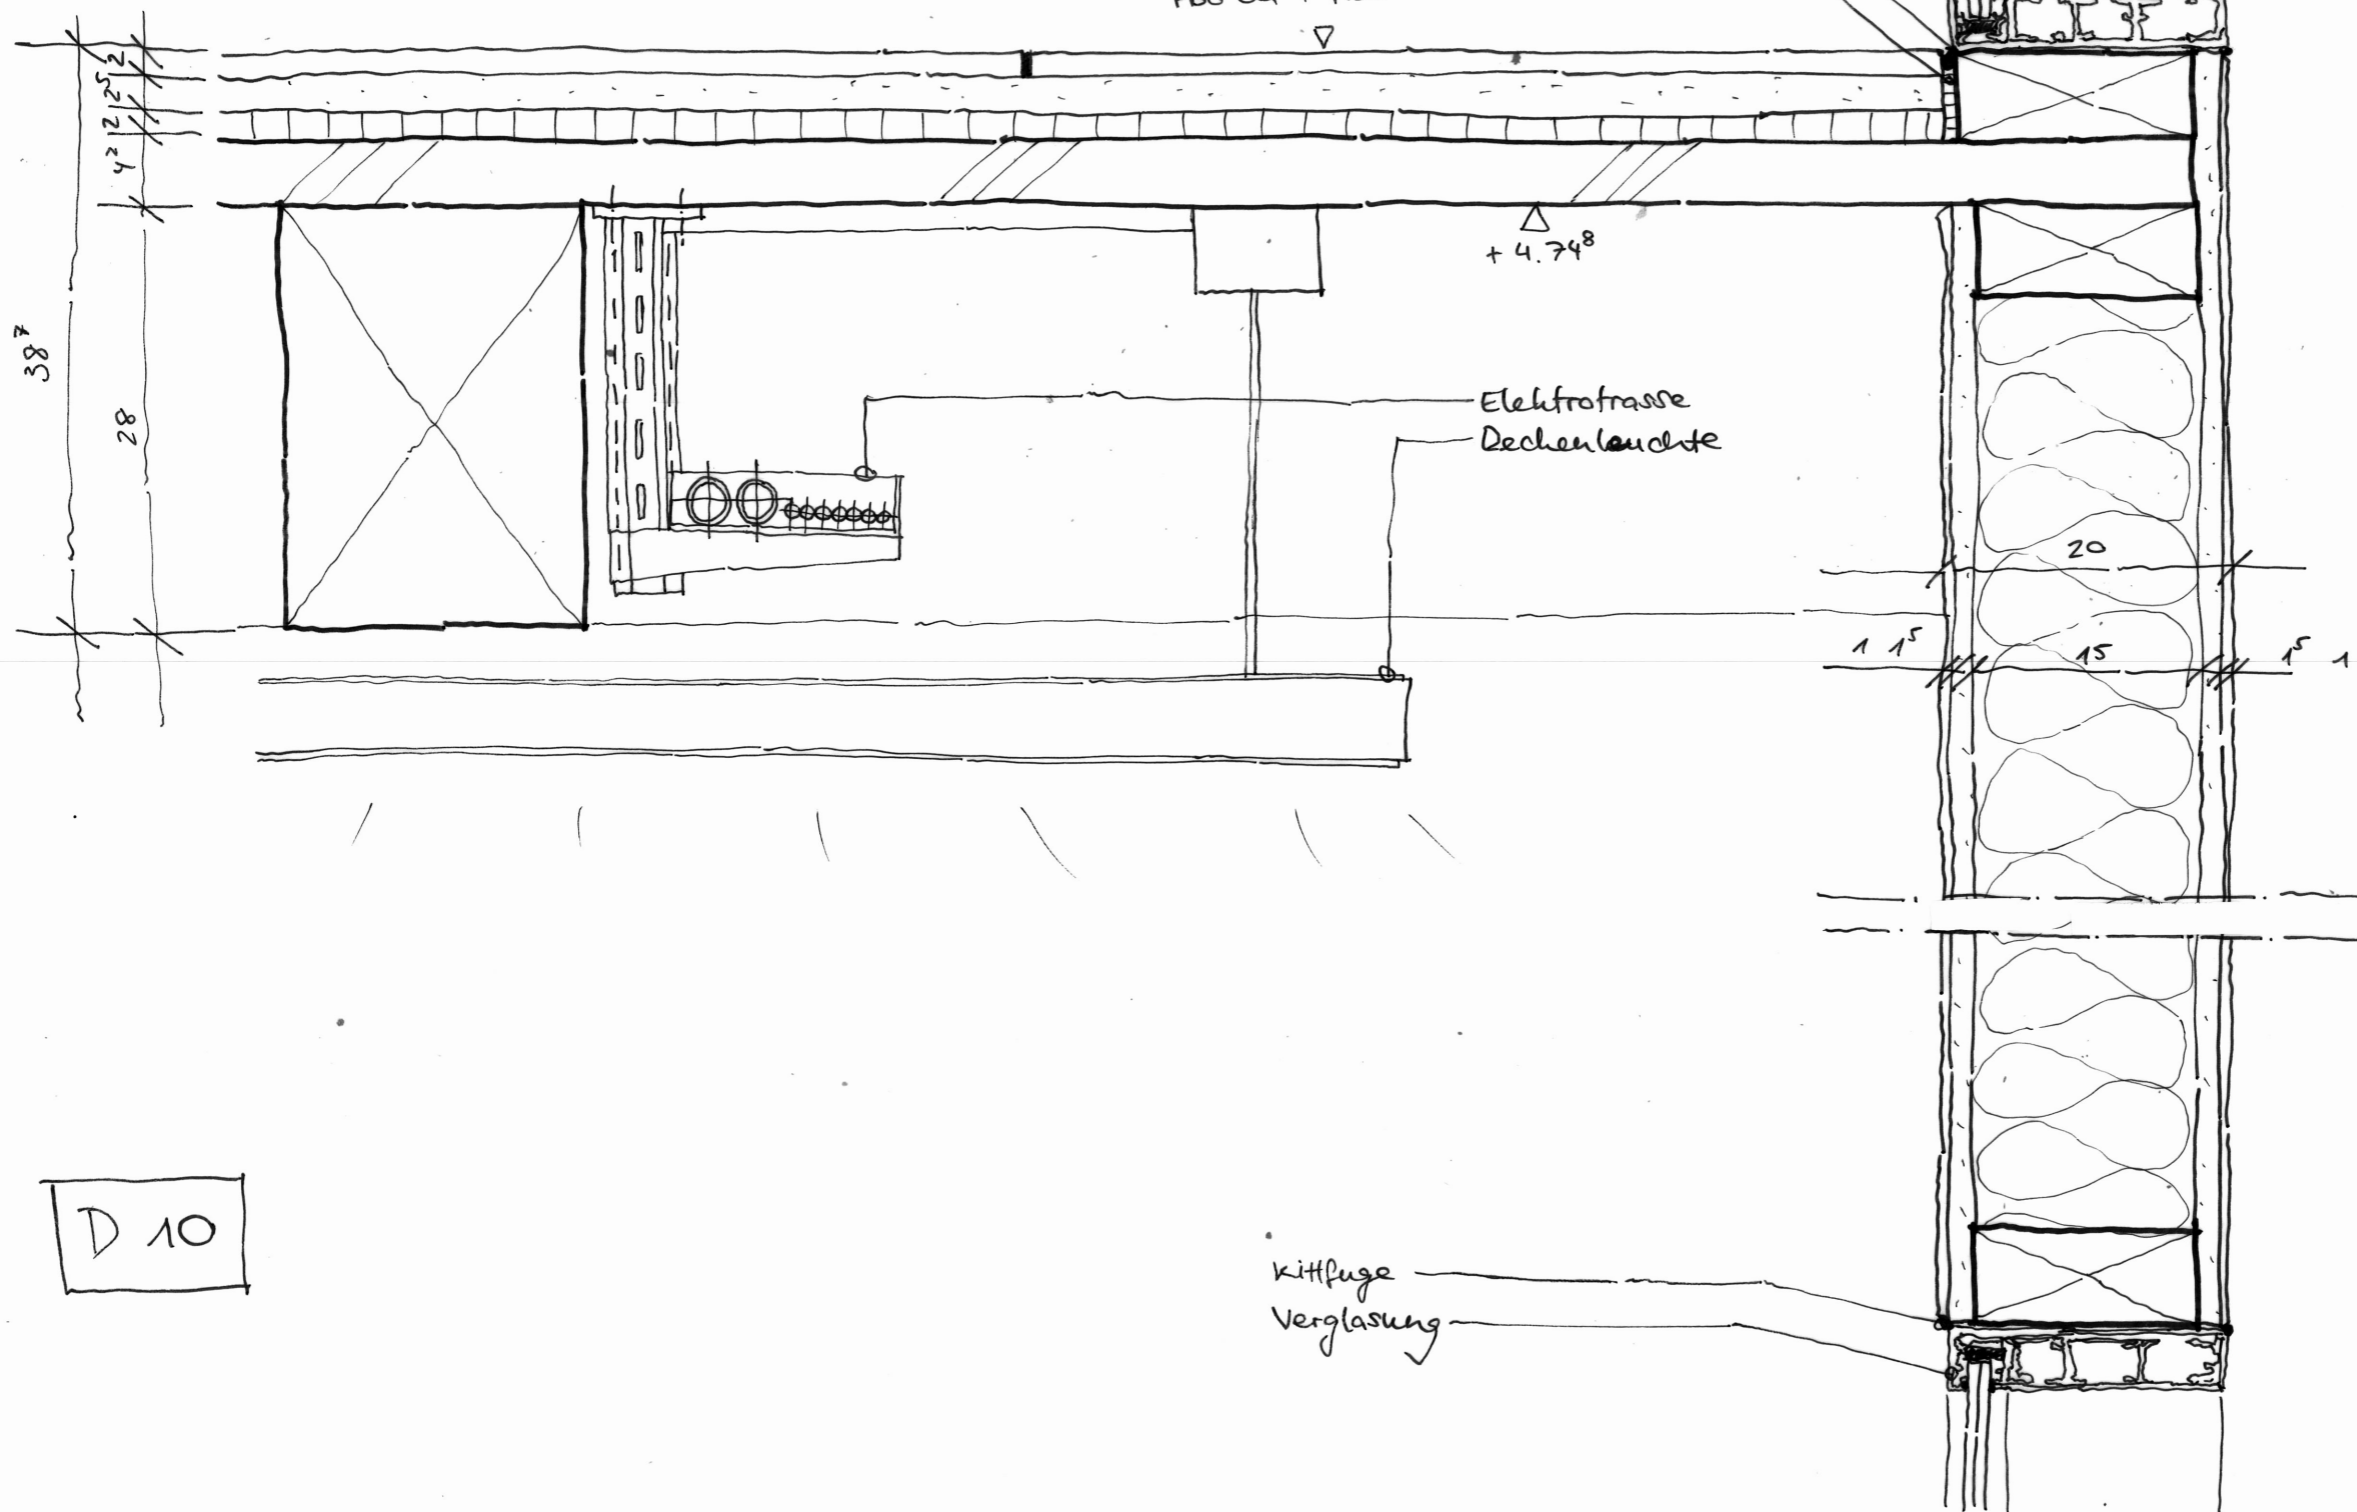 2
2⁵
2
4²
38⁷
28
+ 4.74⁸
Elektrotrasse
Deckenleuchte
20
1 1⁵ 15 1⁵ 1
D 10
Kittfuge
Verglasung